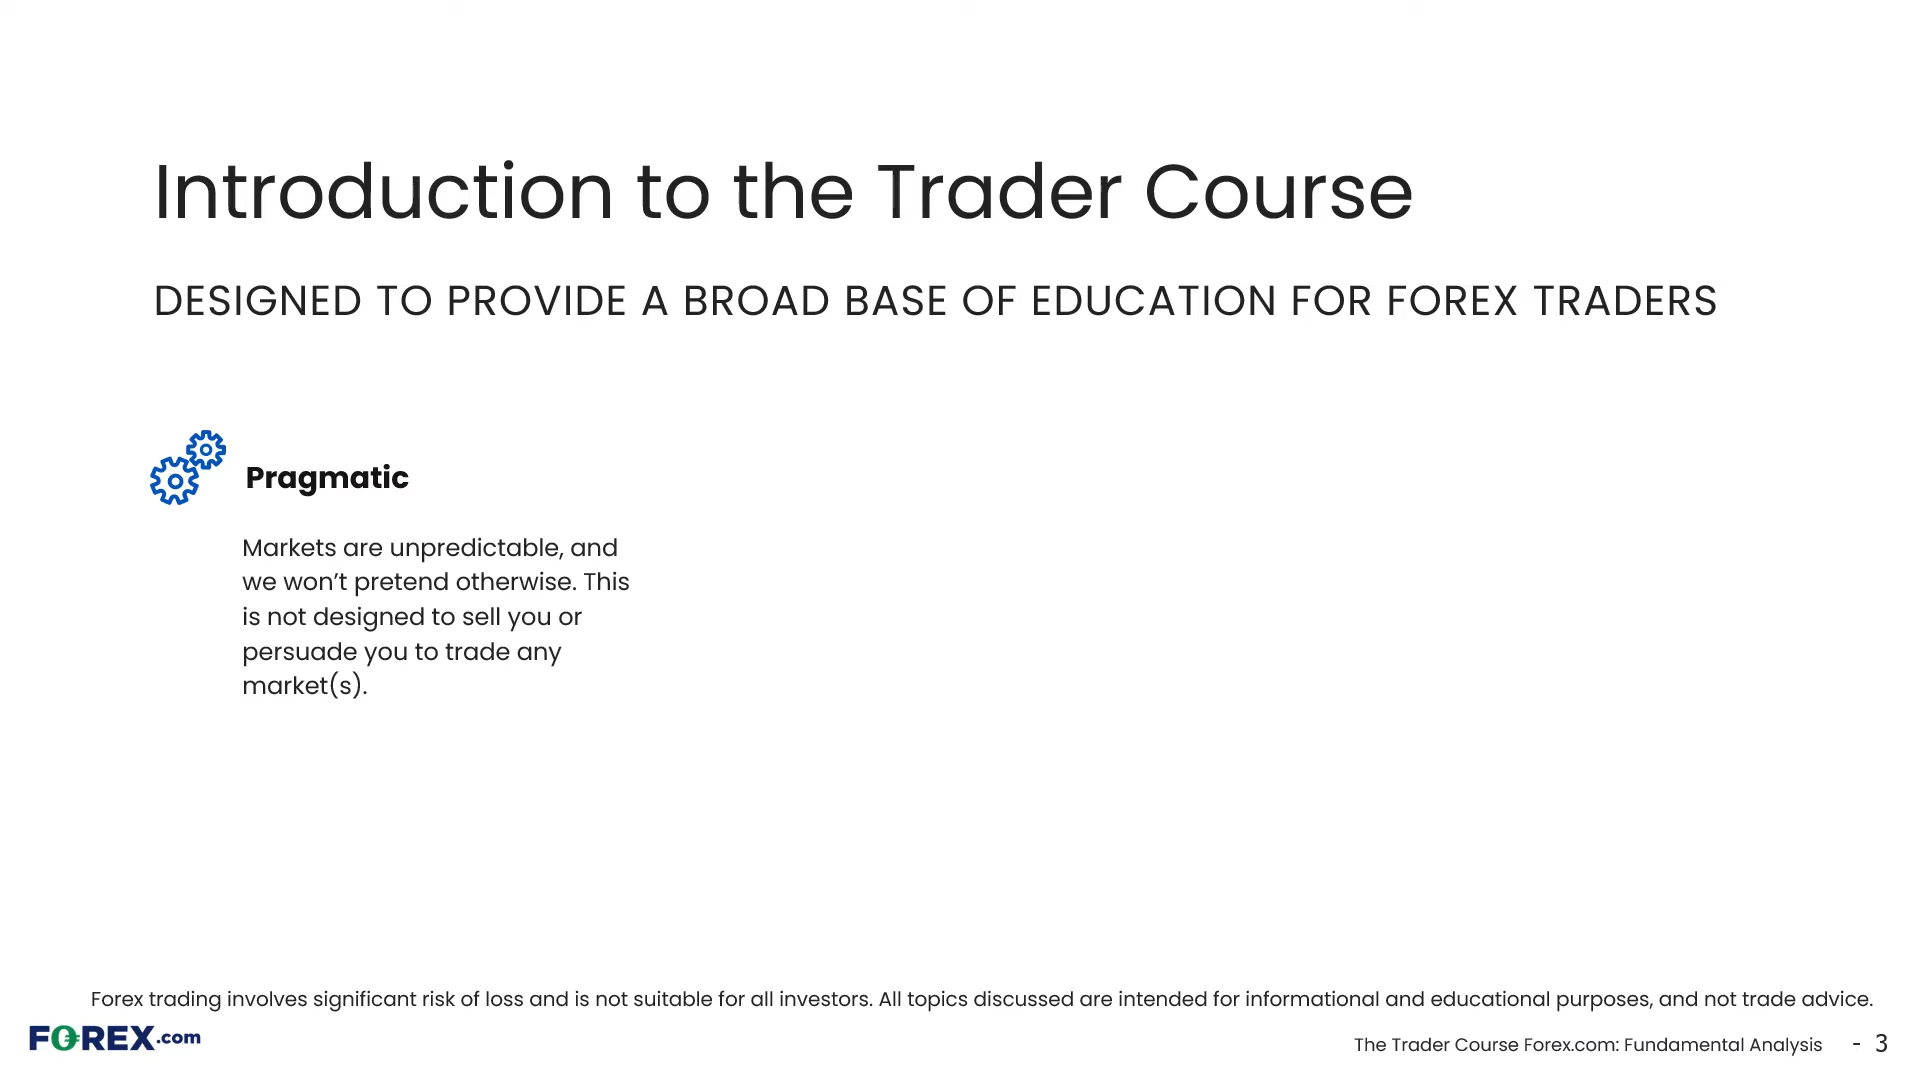 Introduction to the Trader Course
DESIGNED TO PROVIDE A BROAD BASE OF EDUCATION FOR FOREX TRADERS
Pragmatic
Markets are unpredictable, and
we won’t pretend otherwise. This
is not designed to sell you or
persuade you to trade any
market(s).
Forex trading involves significant risk of loss and is not suitable for all investors. All topics discussed are intended for informational and educational purposes, and not trade advice.
FOREX.com
The Trader Course Forex.com: Fundamental Analysis - 3